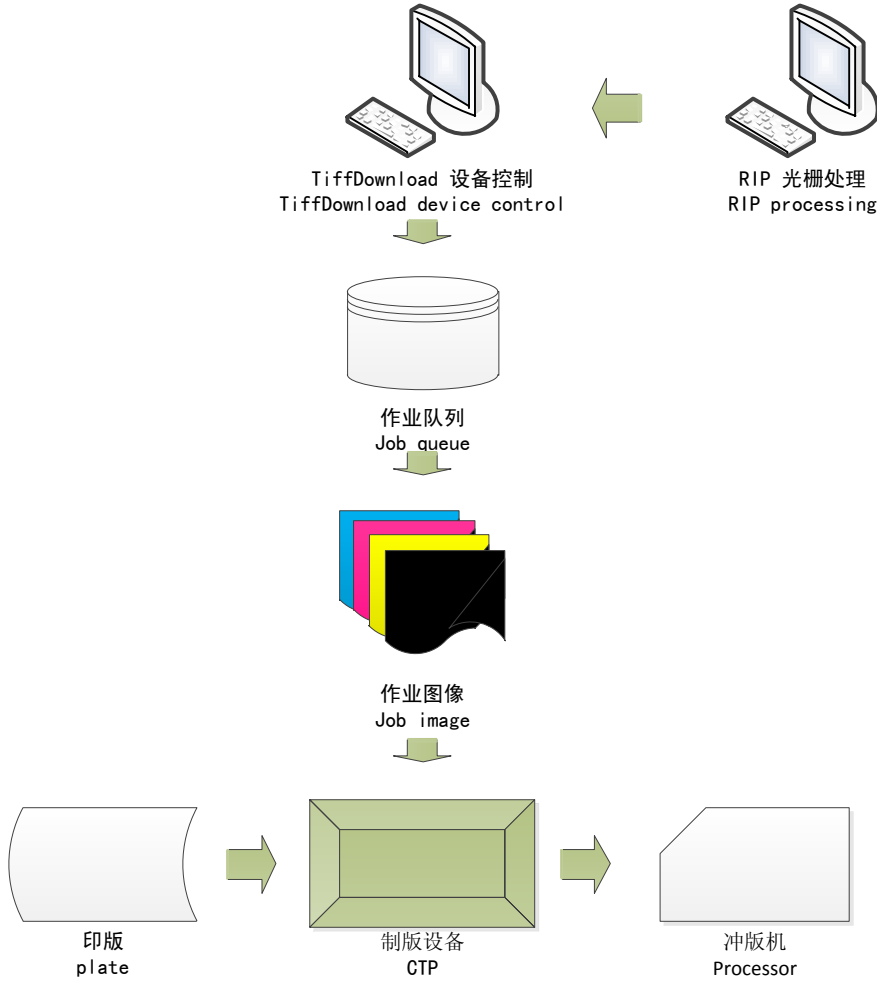 TiffDownload 设备控制
TiffDownload device control
RIP 光栅处理
RIP processing
作业队列
Job queue
作业图像
Job image
印版
plate
制版设备
CTP
冲版机
Processor